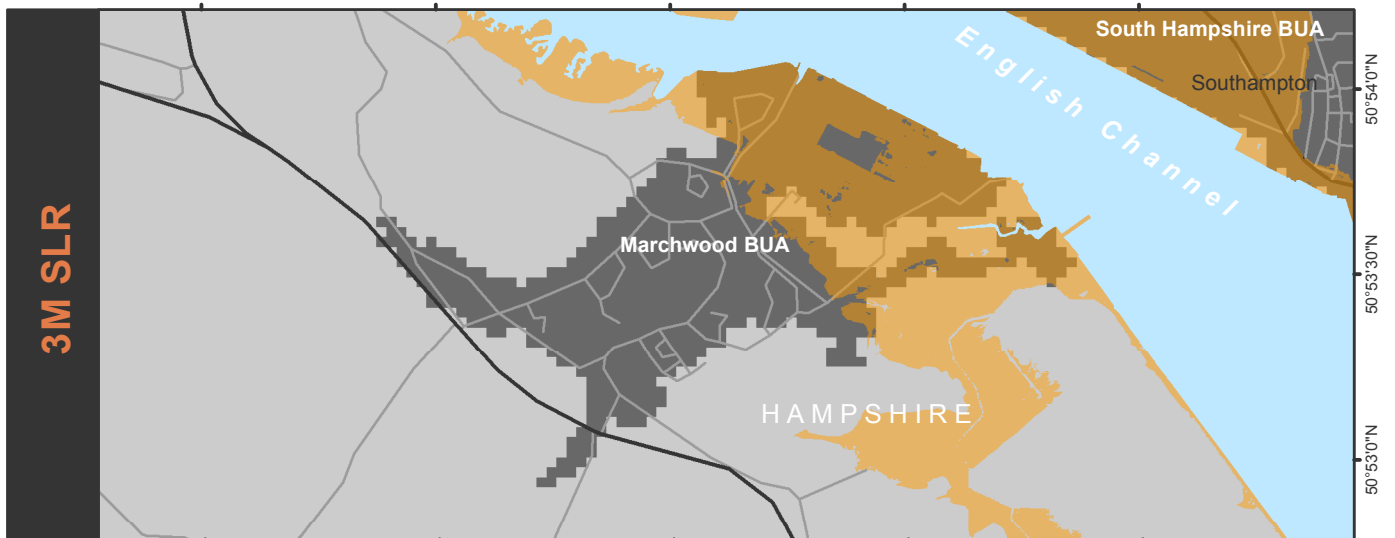 3M SLR
South Hampshire BUA
Southampton
English Channel
Marchwood BUA
HAMPSHIRE
50°54'0"N
50°53'30"N
50°53'0"N